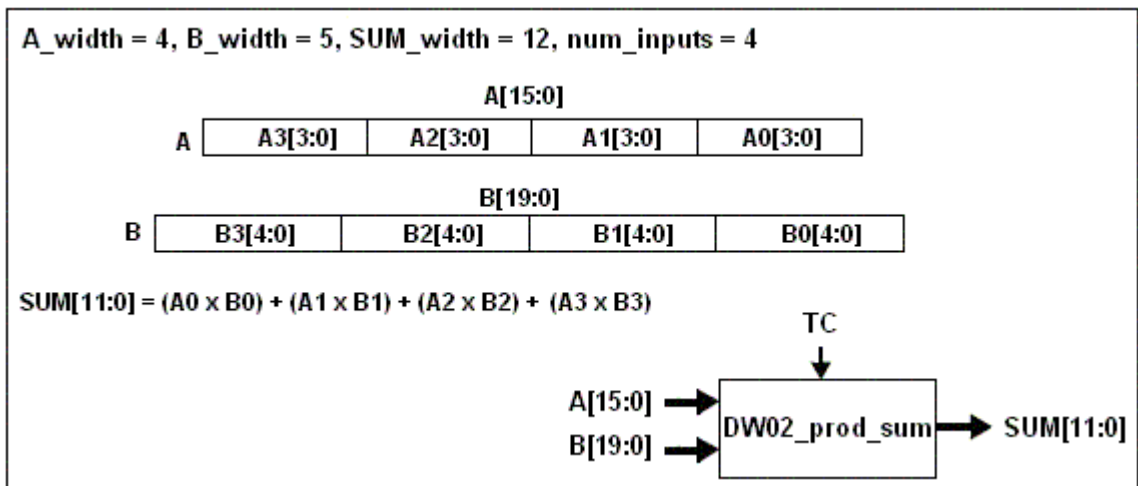 A_width = 4, B_width = 5, SUM_width = 12, num_inputs = 4
A[15:0]
A A3[3:0] A2[3:0] A1[3:0] A0[3:0]
B[19:0]
B B3[4:0] B2[4:0] B1[4:0] B0[4:0]
SUM[11:0] = (A0 x B0) + (A1 x B1) + (A2 x B2) + (A3 x B3)
TC
A[15:0]
DW02_prod_sum SUM[11:0]
B[19:0]